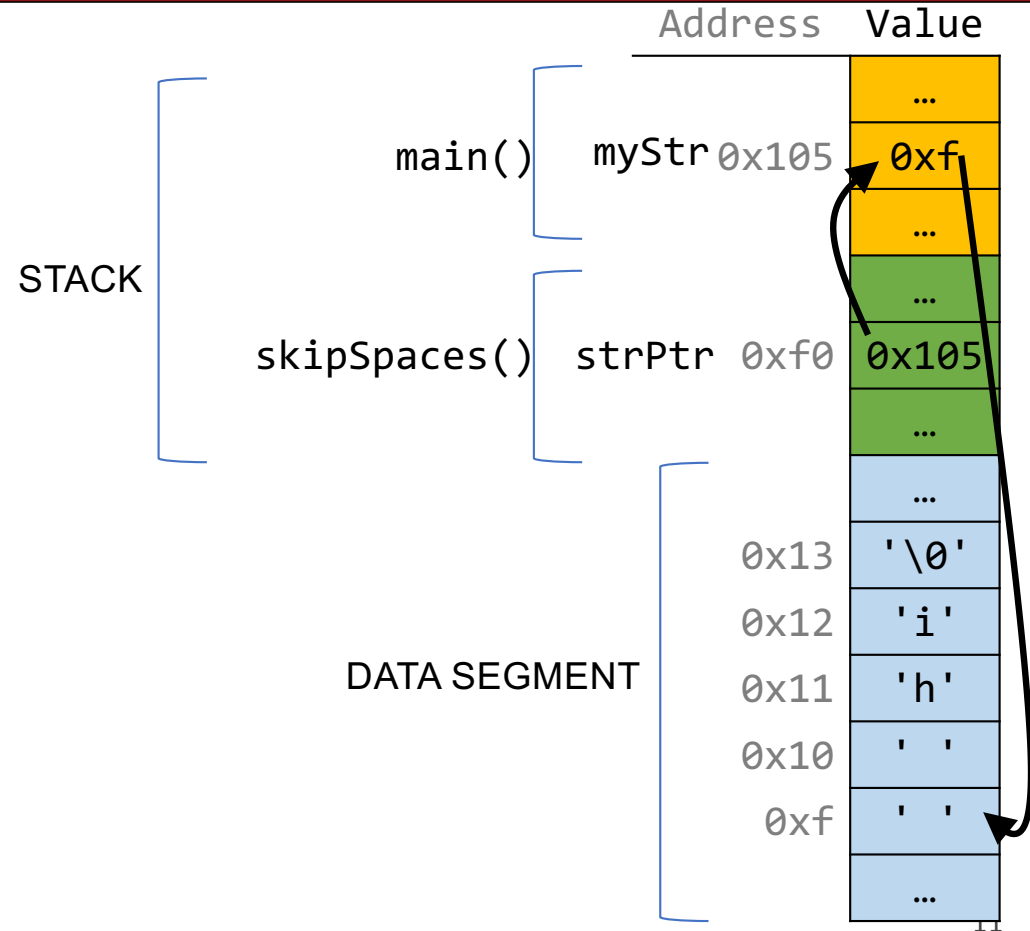 Address Value
…
main() myStr 0x105 0xf
…
STACK
…
skipSpaces() strPtr 0xf0 0x105
…
…
0x13 '\0'
0x12 'i'
DATA SEGMENT
0x11 'h'
0x10 ' '
0xf ' '
…
11